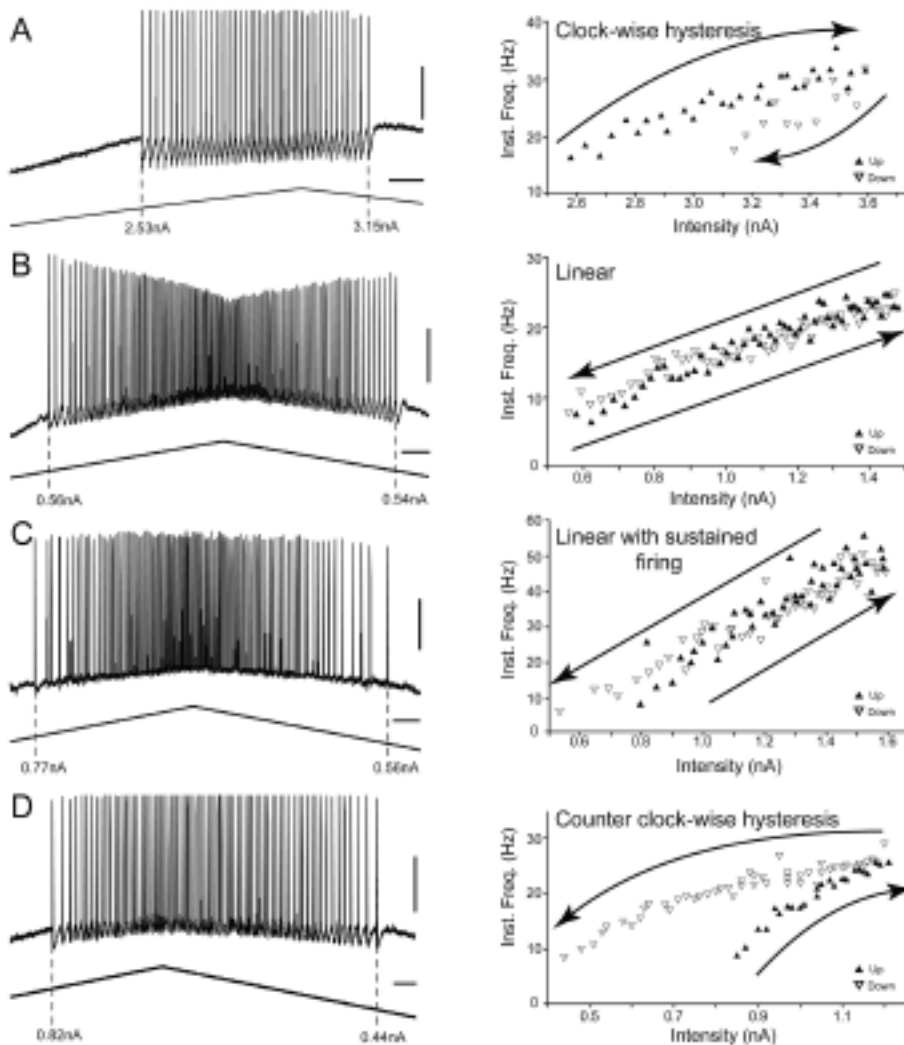 A
2.53nA
3.15nA
Clock-wise hysteresis
Inst. Freq. (Hz)
40
30
20
10
2.6
2.8
3.0
3.2
3.4
3.6
Intensity (nA)
Up
Down
B
0.56nA
0.54nA
Linear
Inst. Freq. (Hz)
30
20
10
0
0.6
0.8
1.0
1.2
1.4
Intensity (nA)
Up
Down
C
0.77nA
0.56nA
Linear with sustained
firing
Inst. Freq. (Hz)
60
50
40
30
20
10
0
0.6
0.8
1.0
1.2
1.4
1.6
Intensity (nA)
Up
Down
D
0.82nA
0.44nA
Counter clock-wise hysteresis
Inst. Freq. (Hz)
30
20
10
0
0.5
0.7
0.9
1.1
Intensity (nA)
Up
Down